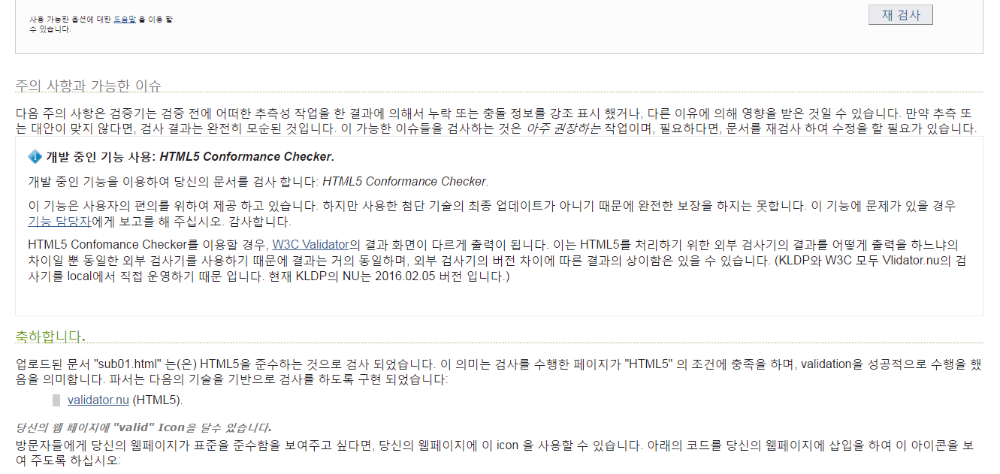 사용 가능한 옵션에 대한 도움말 을 이용 할
수 있습니다.
재 검사
주의 사항과 가능한 이슈
다음 주의 사항은 검증기는 검증 전에 어떠한 추측성 작업을 한 결과에 의해서 누락 또는 충돌 정보를 강조 표시 했거나, 다른 이유에 의해 영향을 받은 것일 수 있습니다. 만약 추측 또
는 대안이 맞지 않다면, 검사 결과는 완전히 모순된 것입니다. 이 가능한 이슈들을 검사하는 것은 아주 권장하는 작업이며, 필요하다면, 문서를 재검사 하여 수정을 할 필요가 있습니다.
개발 중인 기능 사용: HTML5 Conformance Checker.
개발 중인 기능을 이용하여 당신의 문서를 검사 합니다: HTML5 Conformance Checker.
이 기능은 사용자의 편의를 위하여 제공 하고 있습니다. 하지만 사용한 첨단 기술의 최종 업데이트가 아니기 때문에 완전한 보장을 하지는 못합니다. 이 기능에 문제가 있을 경우
기능 담당자에게 보고를 해 주십시오. 감사합니다.
HTML5 Confomance Checker를 이용할 경우, W3C Validator의 결과 화면이 다르게 출력이 됩니다. 이는 HTML5를 처리하기 위한 외부 검사기의 결과를 어떻게 출력을 하느냐의
차이일 뿐 동일한 외부 검사기를 사용하기 때문에 결과는 거의 동일하며, 외부 검사기의 버전 차이에 따른 결과의 상이함은 있을 수 있습니다. (KLDP와 W3C 모두 Vlidator.nu의 검
사기를 local에서 직접 운영하기 때문 입니다. 현재 KLDP의 NU는 2016.02.05 버전 입니다.)
축하합니다.
업로드된 문서 "sub01.html" 는(은) HTML5을 준수하는 것으로 검사 되었습니다. 이 의미는 검사를 수행한 페이지가 "HTML5" 의 조건에 충족을 하며, validation을 성공적으로 수행을 했
음을 의미합니다. 파서는 다음의 기술을 기반으로 검사를 하도록 구현 되었습니다:
validator.nu (HTML5).
당신의 웹 페이지에 "valid" Icon을 달수 있습니다.
방문자들에게 당신의 웹페이지가 표준을 준수함을 보여주고 싶다면, 당신의 웹페이지에 이 icon 을 사용할 수 있습니다. 아래의 코드를 당신의 웹페이지에 삽입을 하여 이 아이콘을 보
여 주도록 하십시오: